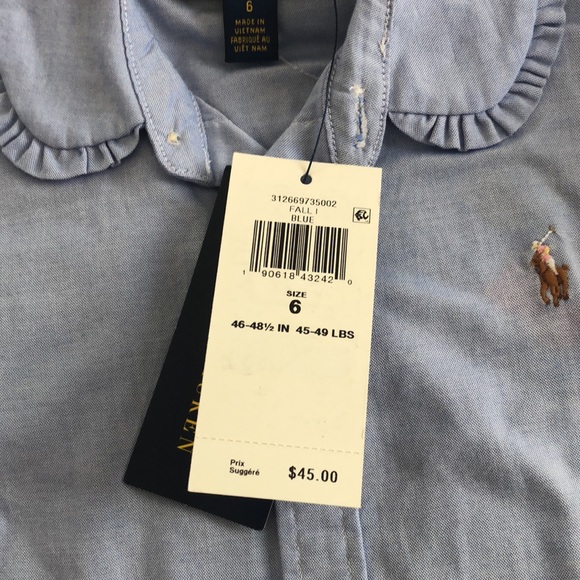 6
MADE IN
VIETNAM
FABRIQUÉ AU
VIÊT NAM
312669735002
FALL I
BLUE
1 90618 43242 0
SIZE
6
46-48½ IN 45-49 LBS
Prix
Suggéré
$45.00